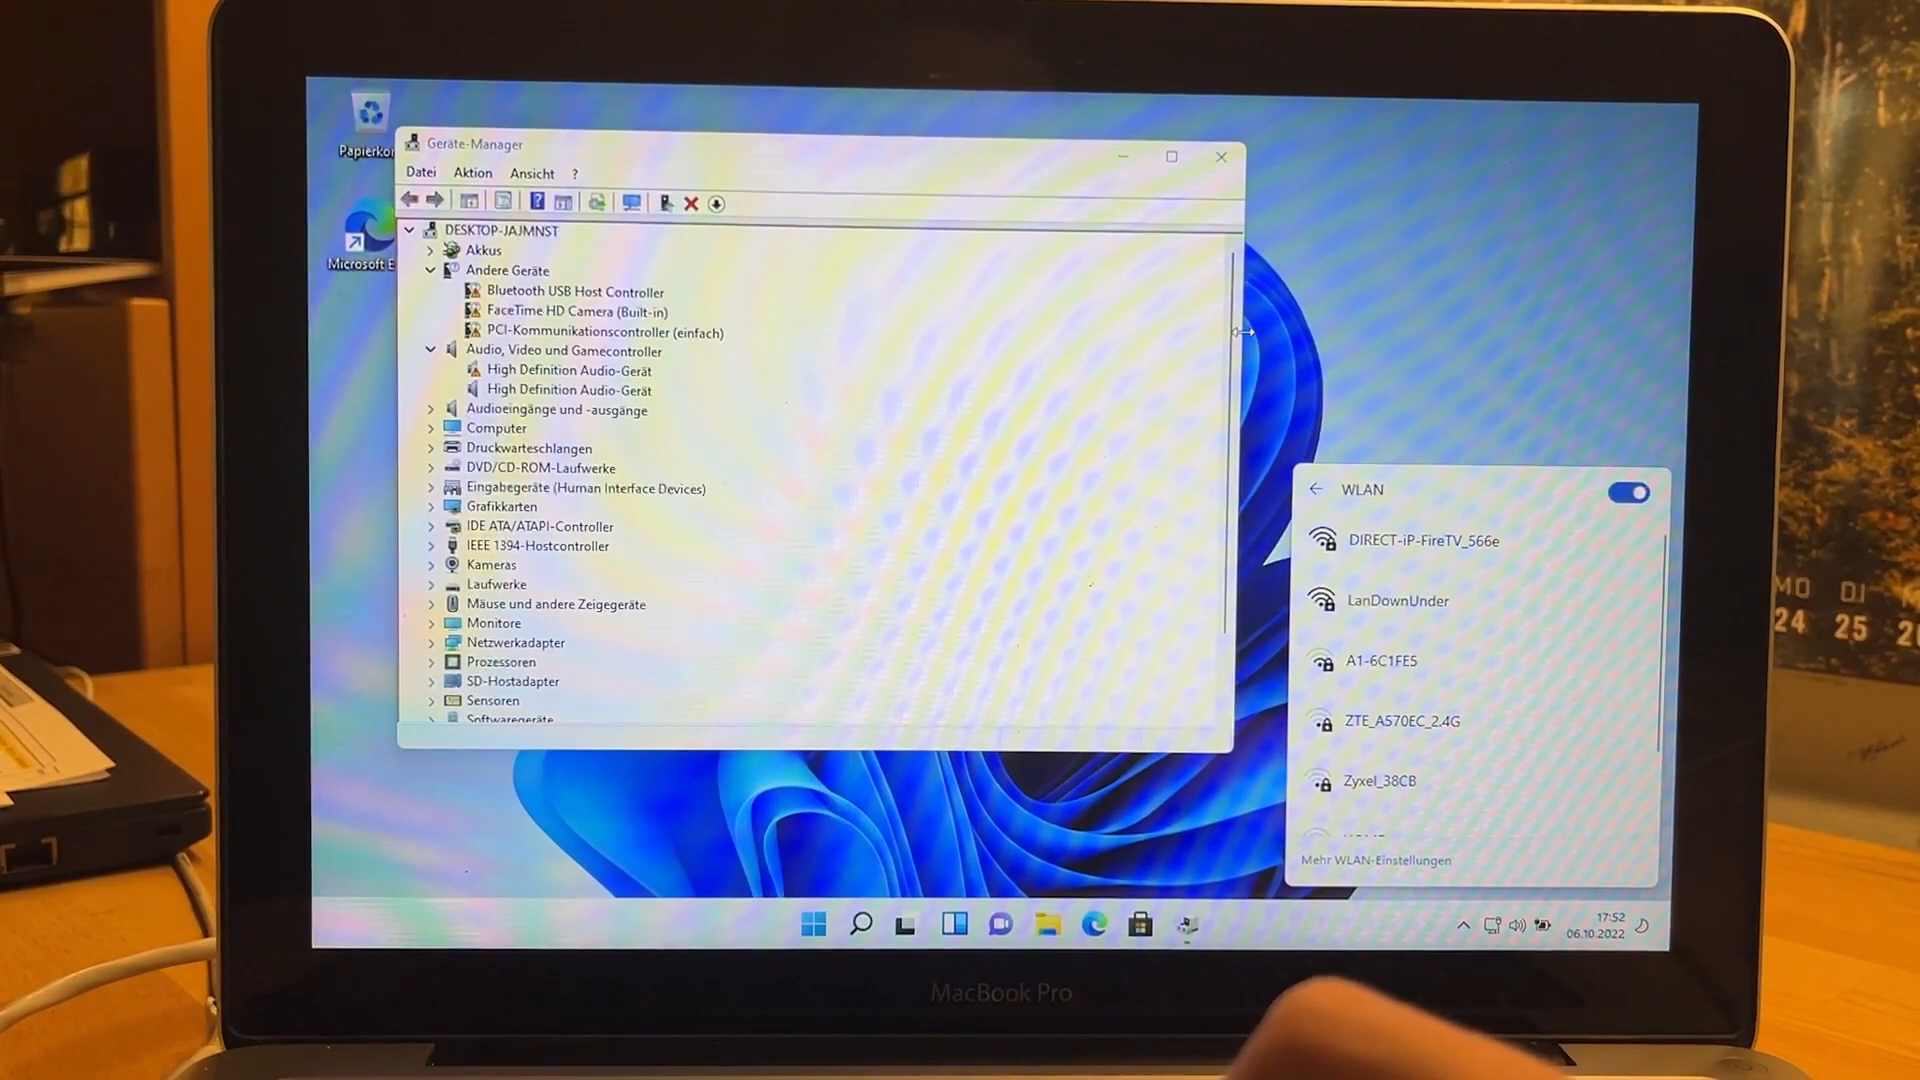 Papierkor
Microsoft E
Geräte-Manager
Datei Aktion Ansicht ?
DESKTOP-JAJMNST
Akkus
Andere Geräte
Bluetooth USB Host Controller
FaceTime HD Camera (Built-in)
PCI-Kommunikationscontroller (einfach)
Audio, Video und Gamecontroller
High Definition Audio-Gerät
High Definition Audio-Gerät
Audioeingänge und -ausgänge
Computer
Druckwarteschlangen
DVD/CD-ROM-Laufwerke
Eingabegeräte (Human Interface Devices)
Grafikkarten
IDE ATA/ATAPI-Controller
IEEE 1394-Hostcontroller
Kameras
Laufwerke
Mäuse und andere Zeigegeräte
Monitore
Netzwerkadapter
Prozessoren
SD-Hostadapter
Sensoren
Softwaregeräte
WLAN
DIRECT-iP-FireTV_566e
LanDownUnder
A1-6C1FE5
ZTE_A570EC_2.4G
Zyxel_38CB
Mehr WLAN-Einstellungen
17:52
06.10.2022
MacBook Pro
MO DI
24 25